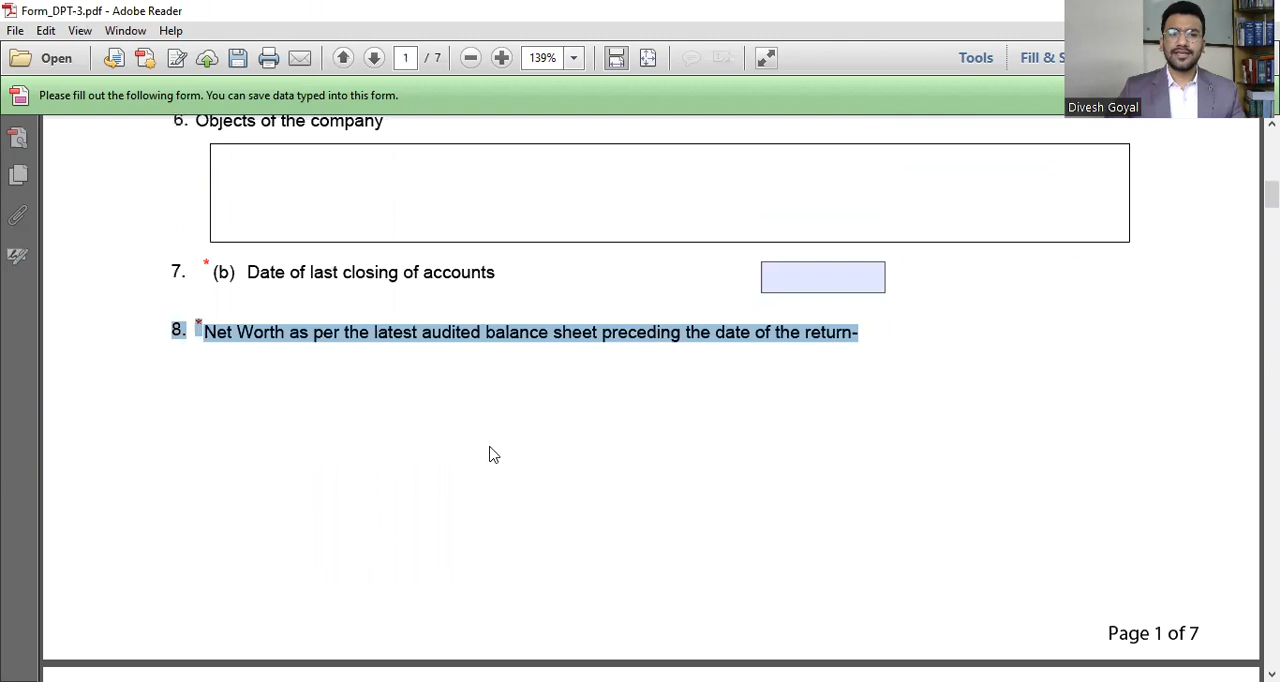 Form_DPT-3.pdf - Adobe Reader
File Edit View Window Help
Open 1 / 7 139% Tools Fill & S
Please fill out the following form. You can save data typed into this form.
Divesh Goyal
6. Objects of the company
7. * (b) Date of last closing of accounts
8. * Net Worth as per the latest audited balance sheet preceding the date of the return-
Page 1 of 7